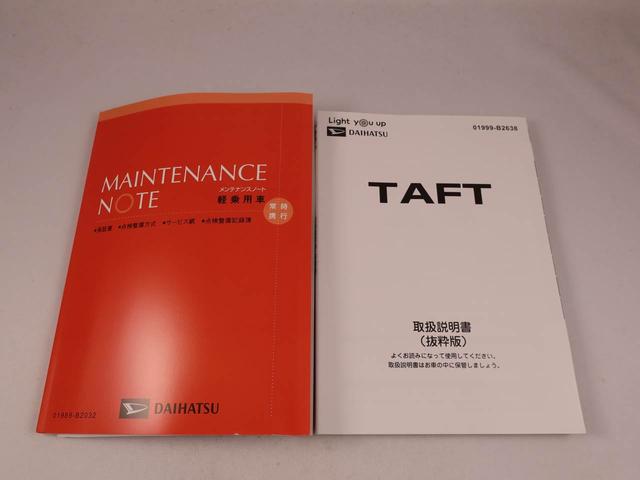 MAINTENANCE
NOTE
メンテナンスノート
軽乗用車
常時
携行
●保証書 ●点検整備方式 ●サービス網 ●点検整備記録簿
01999-B2032
DAIHATSU
Light you up
DAIHATSU
01999-B2638
TAFT
取扱説明書
(抜粋版)
よくお読みになって使用してください。
取扱説明書はお車の中に保管しましょう。